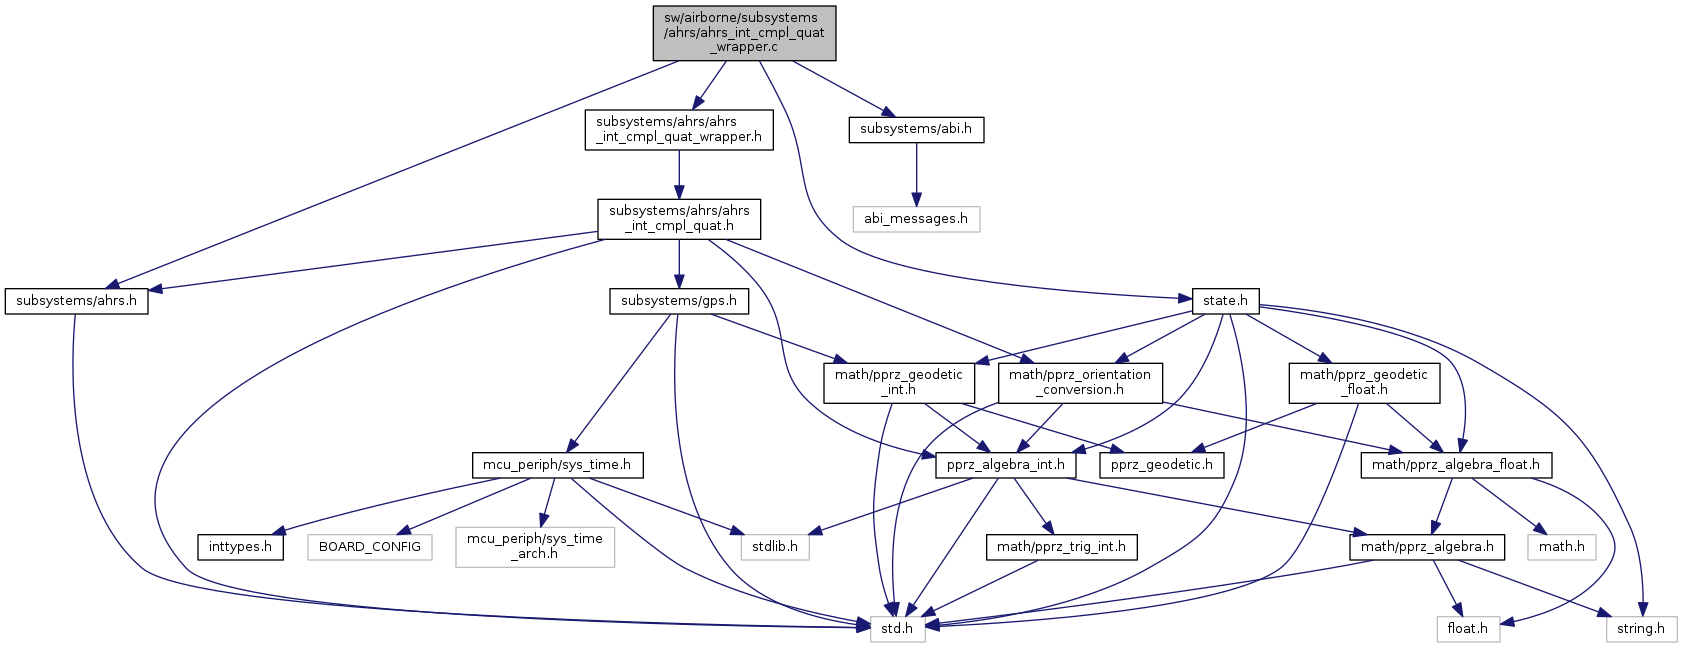 sw/airborne/subsystems
/ahrs/ahrs_int_cmpl_quat
_wrapper.c
subsystems/ahrs/ahrs
_int_cmpl_quat_wrapper.h
subsystems/abi.h
subsystems/ahrs/ahrs
_int_cmpl_quat.h
abi_messages.h
subsystems/ahrs.h
subsystems/gps.h
state.h
math/pprz_geodetic
_int.h
math/pprz_orientation
_conversion.h
math/pprz_geodetic
_float.h
mcu_periph/sys_time.h
pprz_algebra_int.h
pprz_geodetic.h
math/pprz_algebra_float.h
inttypes.h
BOARD_CONFIG
mcu_periph/sys_time
_arch.h
stdlib.h
math/pprz_trig_int.h
math/pprz_algebra.h
math.h
std.h
float.h
string.h